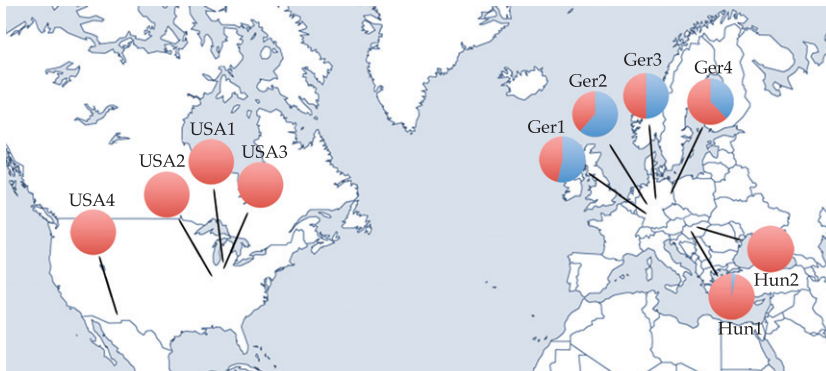 Ger3
Ger4
Ger2
USA1
Ger1
USA2
USA3
USA4
Hun2
Hun1